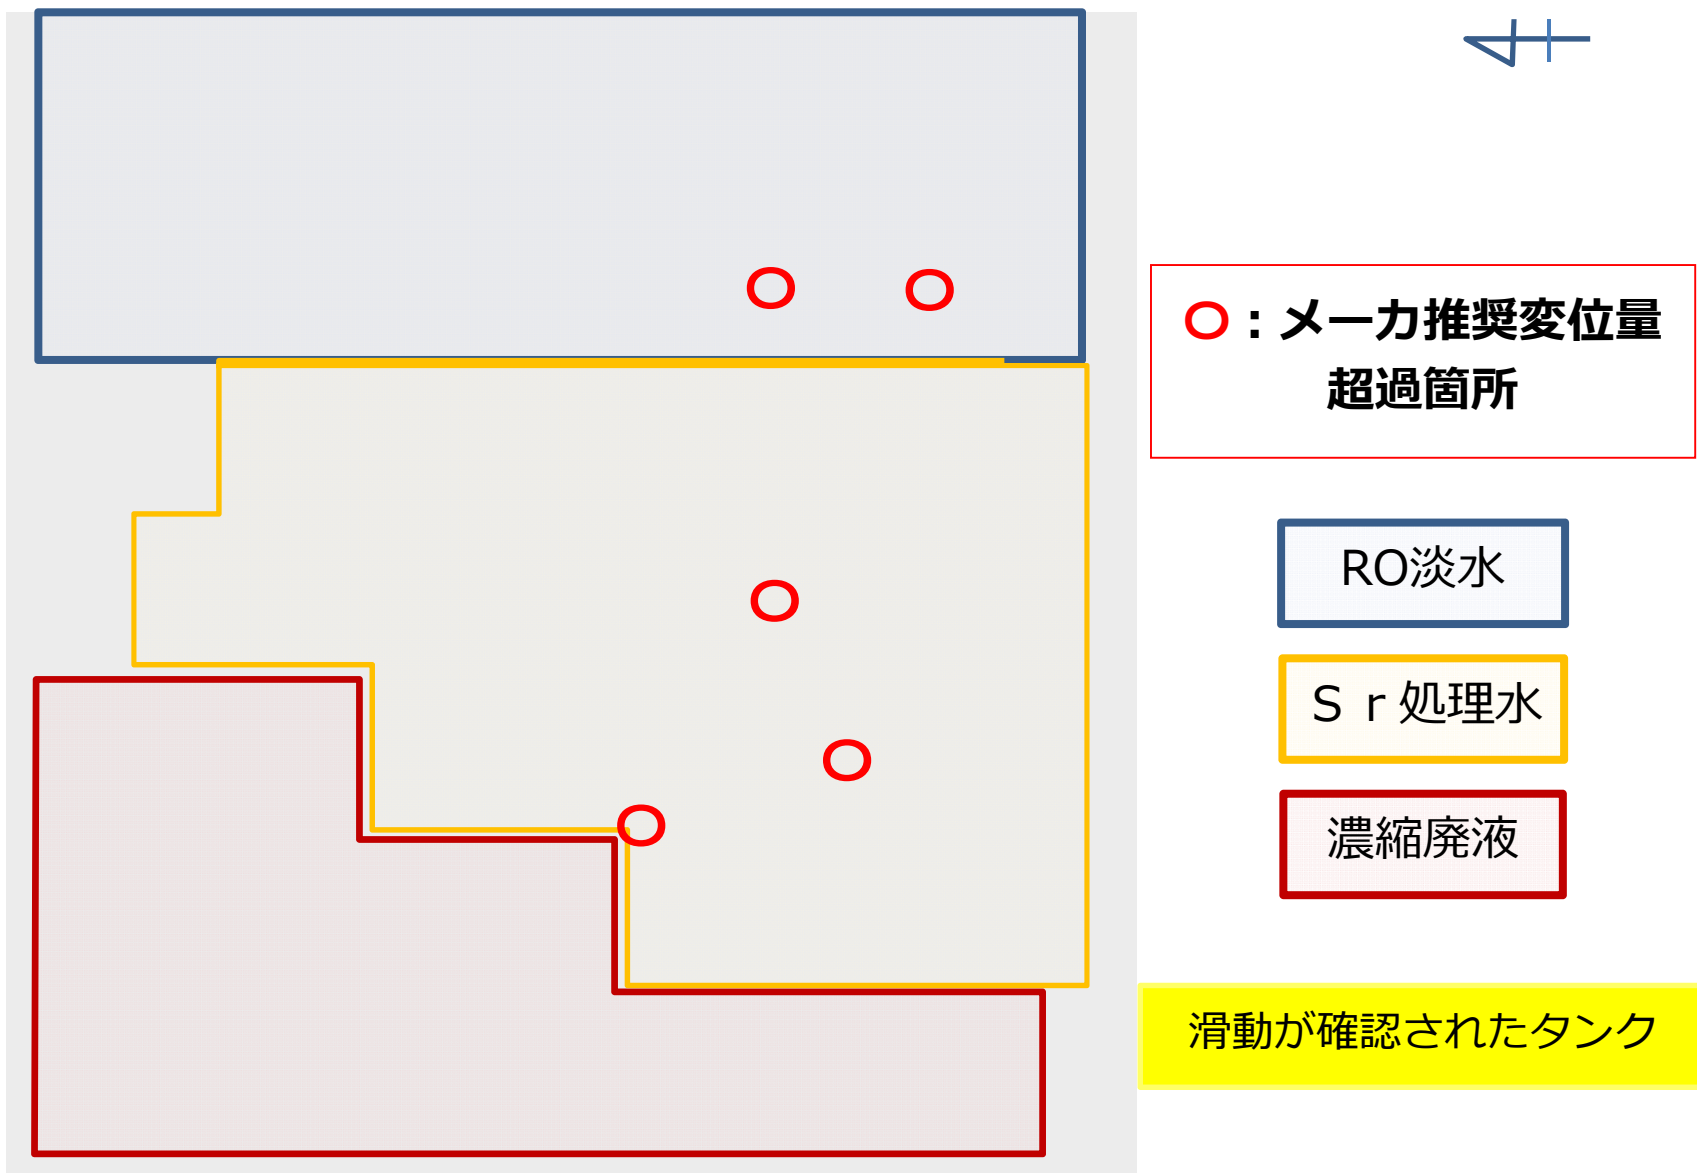 ○：メーカ推奨変位量
超過箇所
RO淡水
Ｓｒ処理水
濃縮廃液
滑動が確認されたタンク